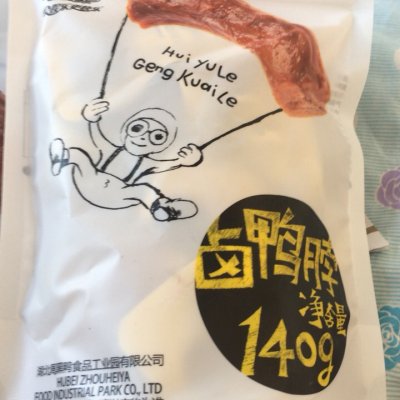 Hui YuLe
Geng KuaiLe
卤鸭脖
净含量
140g
湖北周黑鸭食品工业园有限公司
HUBEI ZHOUHEIYA
FOOD INDUSTRIAL PARK CO., LTD